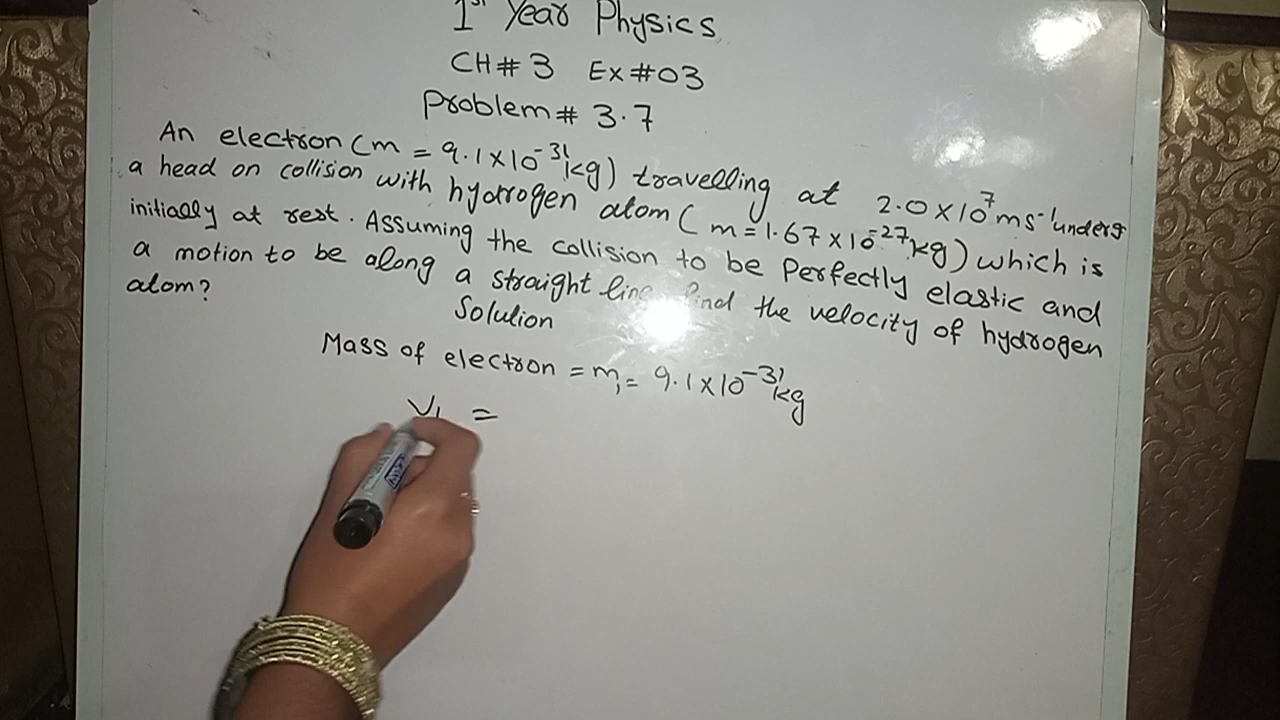 1st Year Physics
CH# 3 Ex#03
Problem# 3.7
An electron (m = 9.1×10⁻³¹kg) travelling at 2.0×10⁷ms⁻¹ underg
a head on collision with hydrogen atom (m=1.67×10⁻²⁷kg) which is
initially at rest. Assuming the collision to be Perfectly elastic and
a motion to be along a straight line find the velocity of hydrogen
atom?
Solution
Mass of electron = m₁ = 9.1×10⁻³¹kg
V₁ =